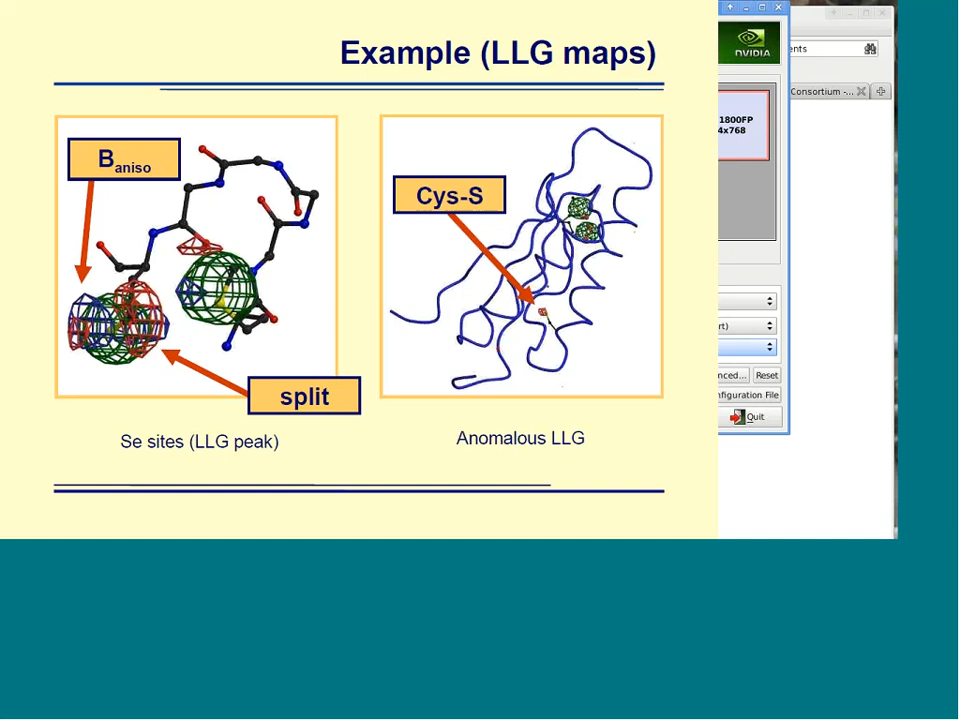 Example (LLG maps)
Baniso
Cys-S
split
Se sites (LLG peak)
Anomalous LLG
NVIDIA
ents
Consortium -...
1800FP
4x768
rt)
nced...
Reset
nfiguration File
Quit